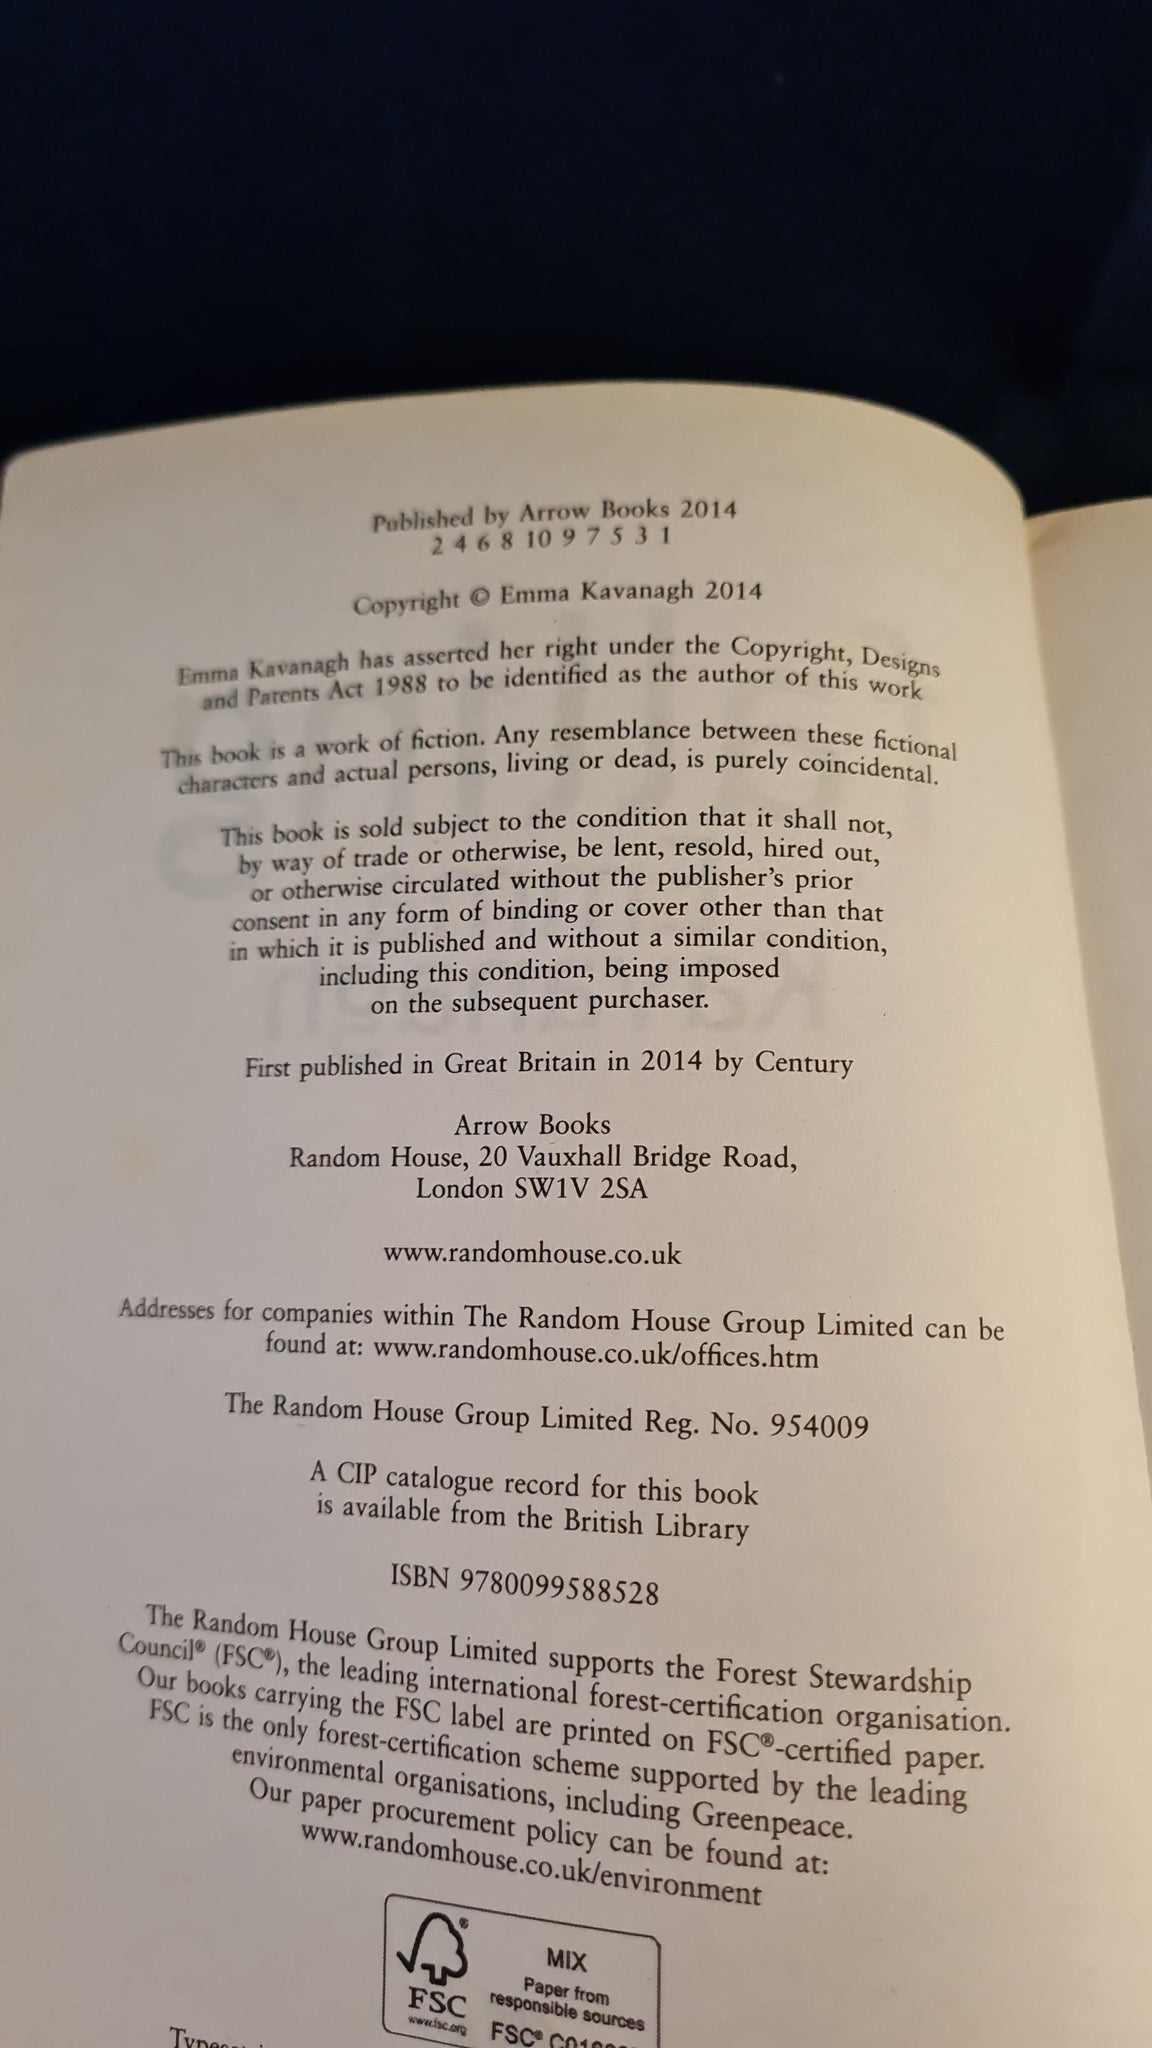 Published by Arrow Books 2014
2 4 6 8 10 9 7 5 3 1
Copyright © Emma Kavanagh 2014
Emma Kavanagh has asserted her right under the Copyright, Designs
and Patents Act 1988 to be identified as the author of this work
This book is a work of fiction. Any resemblance between these fictional
characters and actual persons, living or dead, is purely coincidental.
This book is sold subject to the condition that it shall not,
by way of trade or otherwise, be lent, resold, hired out,
or otherwise circulated without the publisher's prior
consent in any form of binding or cover other than that
in which it is published and without a similar condition,
including this condition, being imposed
on the subsequent purchaser.
First published in Great Britain in 2014 by Century
Arrow Books
Random House, 20 Vauxhall Bridge Road,
London SW1V 2SA
www.randomhouse.co.uk
Addresses for companies within The Random House Group Limited can be
found at: www.randomhouse.co.uk/offices.htm
The Random House Group Limited Reg. No. 954009
A CIP catalogue record for this book
is available from the British Library
ISBN 9780099588528
The Random House Group Limited supports the Forest Stewardship
Council® (FSC®), the leading international forest-certification organisation.
Our books carrying the FSC label are printed on FSC®-certified paper.
FSC is the only forest-certification scheme supported by the leading
environmental organisations, including Greenpeace.
Our paper procurement policy can be found at:
www.randomhouse.co.uk/environment
®
FSC
www.fsc.org
MIX
Paper from
responsible sources
FSC®